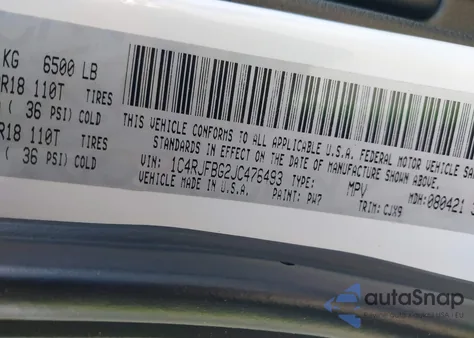 KG 6500 LB
R18 110T TIRES
( 36 PSI) COLD
R18 110T TIRES
( 36 PSI) COLD
THIS VEHICLE CONFORMS TO ALL APPLICABLE U.S.A. FEDERAL MOTOR VEHICLE SA
STANDARDS IN EFFECT ON THE DATE OF MANUFACTURE SHOWN ABOVE.
VIN: 1C4RJFBG2JC476493 TYPE: MPV MDH: 080421
VEHICLE MADE IN U.S.A. PAINT: PW7 TRIM: CJX9
autoSnap